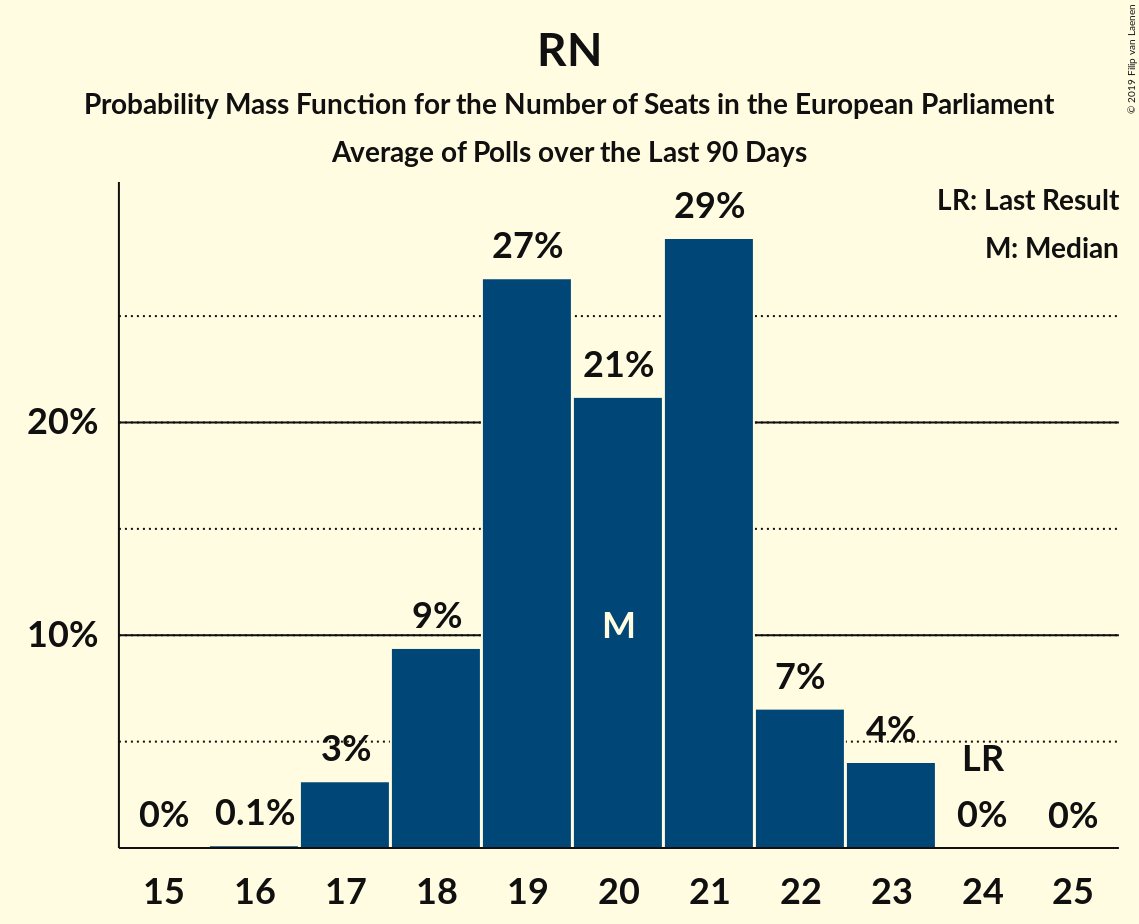 RN
Probability Mass Function for the Number of Seats in the European Parliament
Average of Polls over the Last 90 Days
© 2019 Filip van Laenen
LR: Last Result
M: Median
20%
10%
0%
0.1%
3%
9%
27%
21%
29%
7%
4%
LR
0%
0%
M
15 16 17 18 19 20 21 22 23 24 25